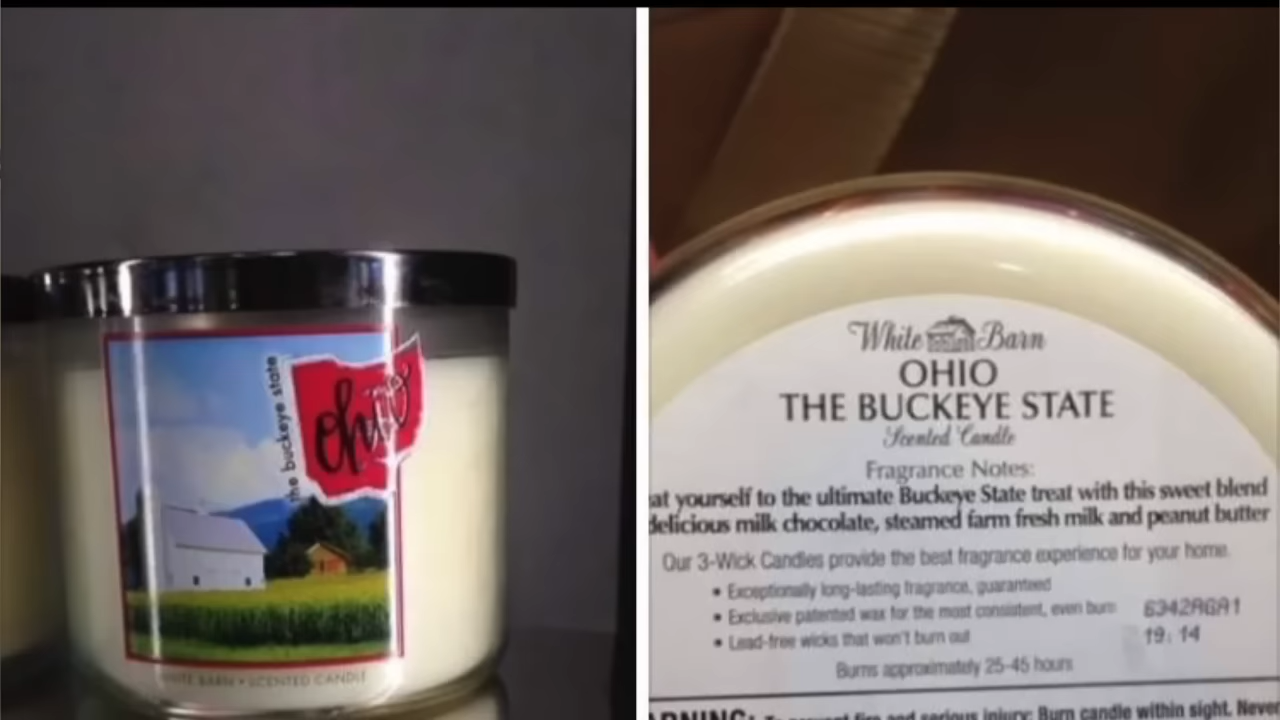 the buckeye state
ohio
WHITE BARN • SCENTED CANDLE
White Barn
OHIO
THE BUCKEYE STATE
Scented Candle
Fragrance Notes:
eat yourself to the ultimate Buckeye State treat with this sweet blend
delicious milk chocolate, steamed farm fresh milk and peanut butter
Our 3-Wick Candles provide the best fragrance experience for your home.
• Exceptionally long-lasting fragrance, guaranteed
• Exclusive patented wax for the most consistent, even burn 6342AGA1
• Lead-free wicks that won't burn out 19:14
Burns approximately 25-45 hours
ARNING: To prevent fire and serious injury: Burn candle within sight. Never